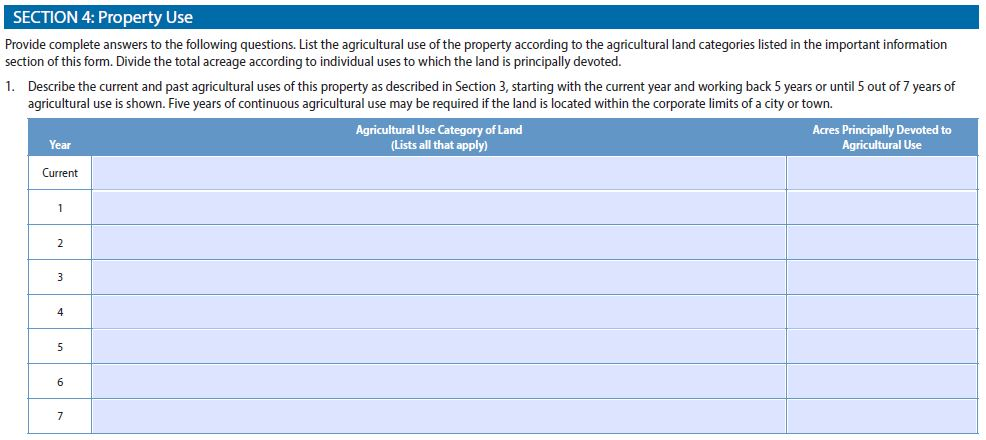 SECTION 4: Property Use
Provide complete answers to the following questions. List the agricultural use of the property according to the agricultural land categories listed in the important information
section of this form. Divide the total acreage according to individual uses to which the land is principally devoted.
1. Describe the current and past agricultural uses of this property as described in Section 3, starting with the current year and working back 5 years or until 5 out of 7 years of
agricultural use is shown. Five years of continuous agricultural use may be required if the land is located within the corporate limits of a city or town.
Year
Agricultural Use Category of Land
(Lists all that apply)
Acres Principally Devoted to
Agricultural Use
Current
1
2
3
4
5
6
7